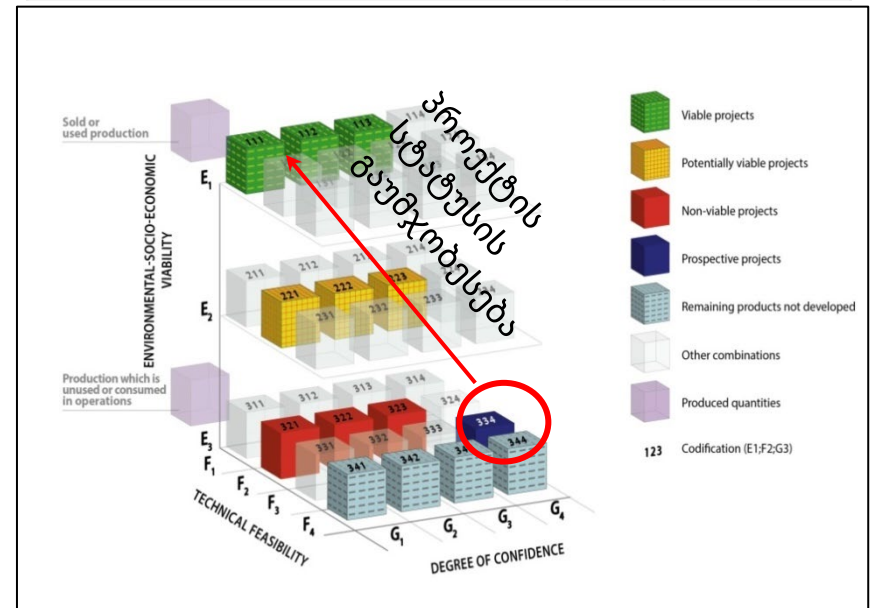 Sold or
used production
ENVIRONMENTAL-SOCIO-ECONOMIC
VIABILITY
Production which is
unused or consumed
in operations
E1
E2
E3
F1
F2
F3
F4
TECHNICAL FEASIBILITY
G1
G2
G3
G4
DEGREE OF CONFIDENCE
111
112
113
114
211
212
214
221
222
223
231
232
233
311
312
313
314
321
322
323
324
331
332
333
334
341
342
344
პროექტის
სტატუსის
გაუმჯობესება
Viable projects
Potentially viable projects
Non-viable projects
Prospective projects
Remaining products not developed
Other combinations
Produced quantities
123 Codification (E1;F2;G3)